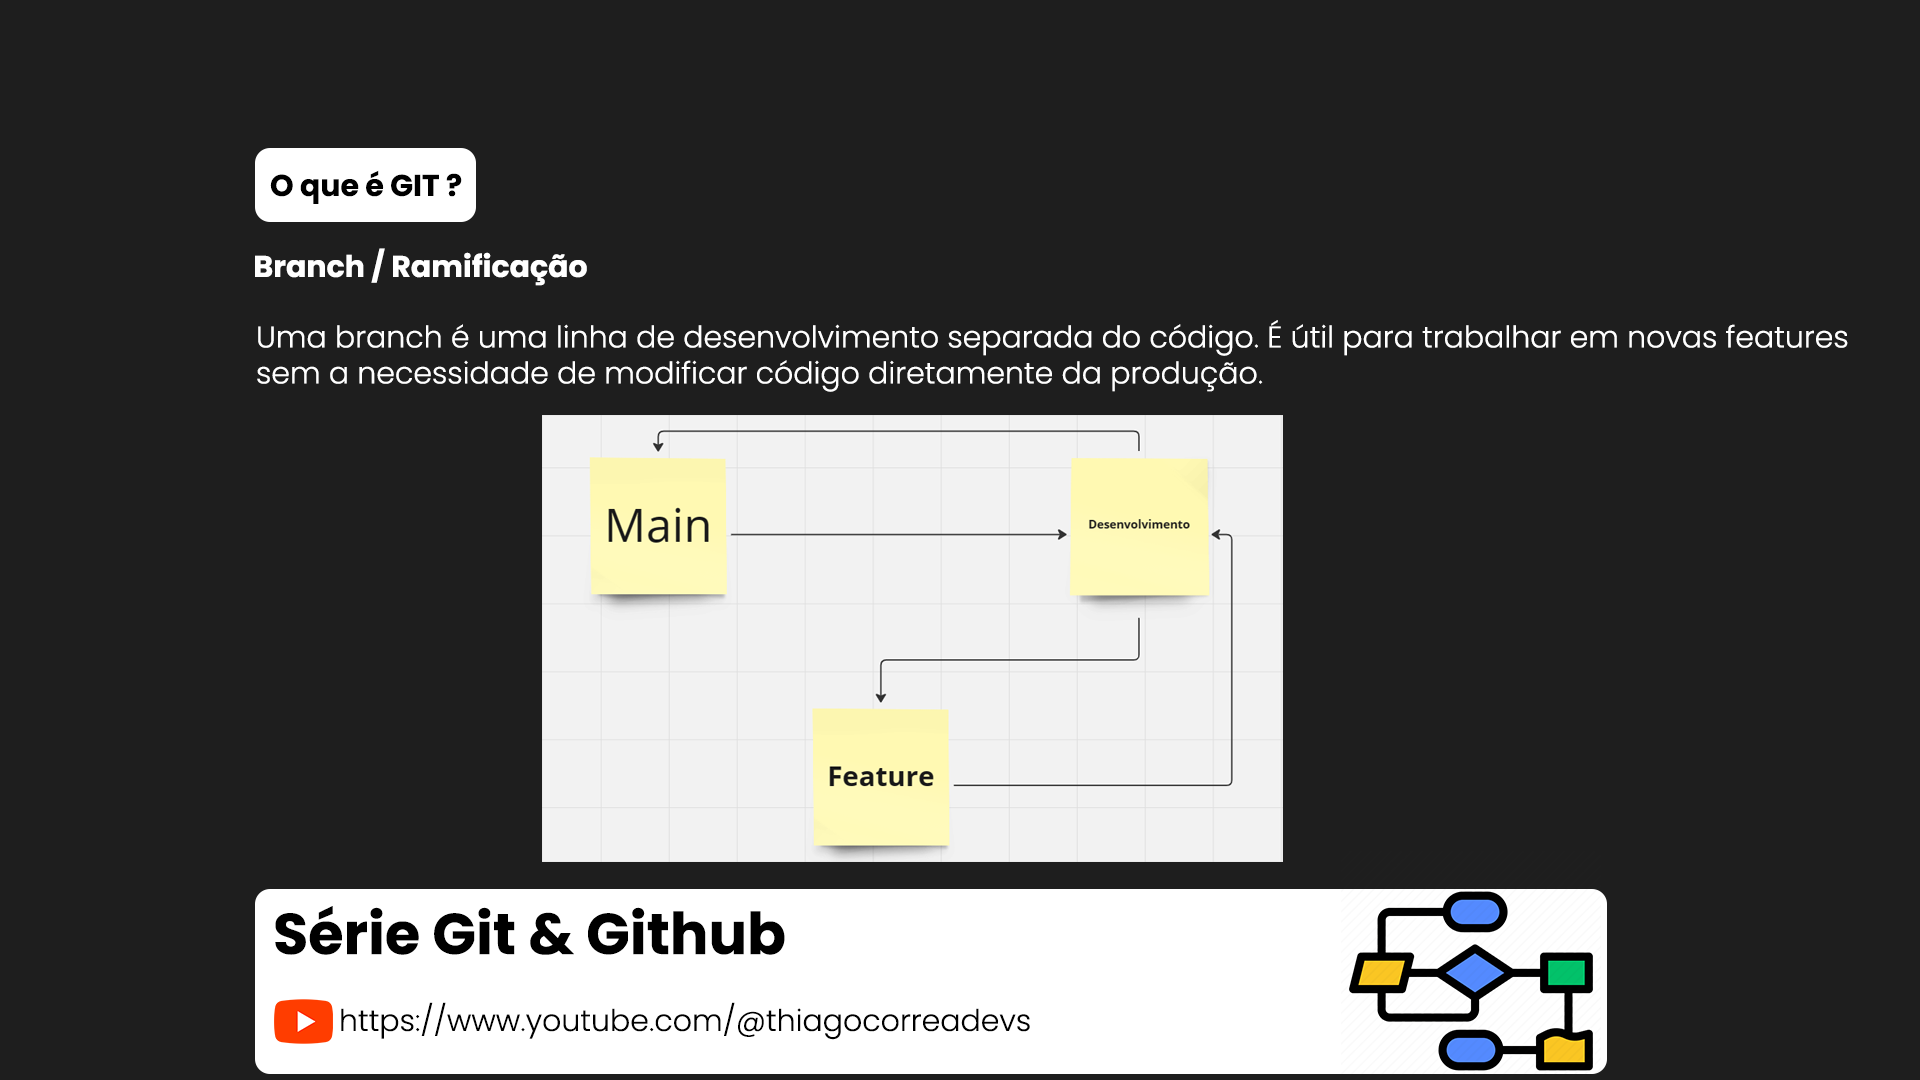 O que é GIT ?
Branch / Ramificação
Uma branch é uma linha de desenvolvimento separada do código. É útil para trabalhar em novas features
sem a necessidade de modificar código diretamente da produção.
Main
Desenvolvimento
Feature
Série Git & Github
https://www.youtube.com/@thiagocorreadevs